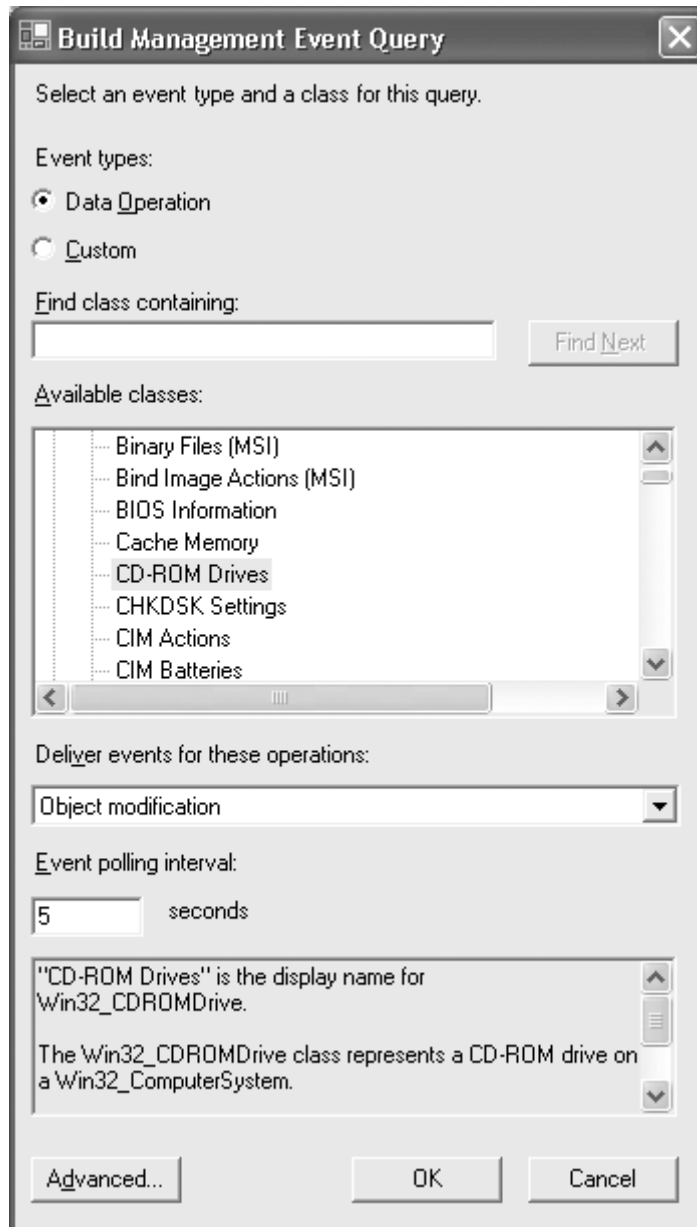 Build Management Event Query
Select an event type and a class for this query.
Event types:
Data Operation
Custom
Find class containing:
Find Next
Available classes:
Binary Files (MSI)
Bind Image Actions (MSI)
BIOS Information
Cache Memory
CD-ROM Drives
CHKDSK Settings
CIM Actions
CIM Batteries
Deliver events for these operations:
Object modification
Event polling interval:
5 seconds
"CD-ROM Drives" is the display name for
Win32_CDROMDrive.
The Win32_CDROMDrive class represents a CD-ROM drive on
a Win32_ComputerSystem.
Advanced... OK Cancel